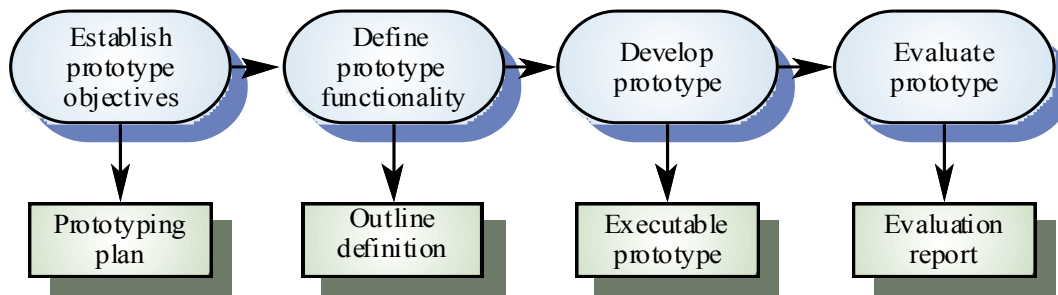 Establish
prototype
objectives
Define
prototype
functionality
Develop
prototype
Evaluate
prototype
Prototyping
plan
Outline
definition
Executable
prototype
Evaluation
report